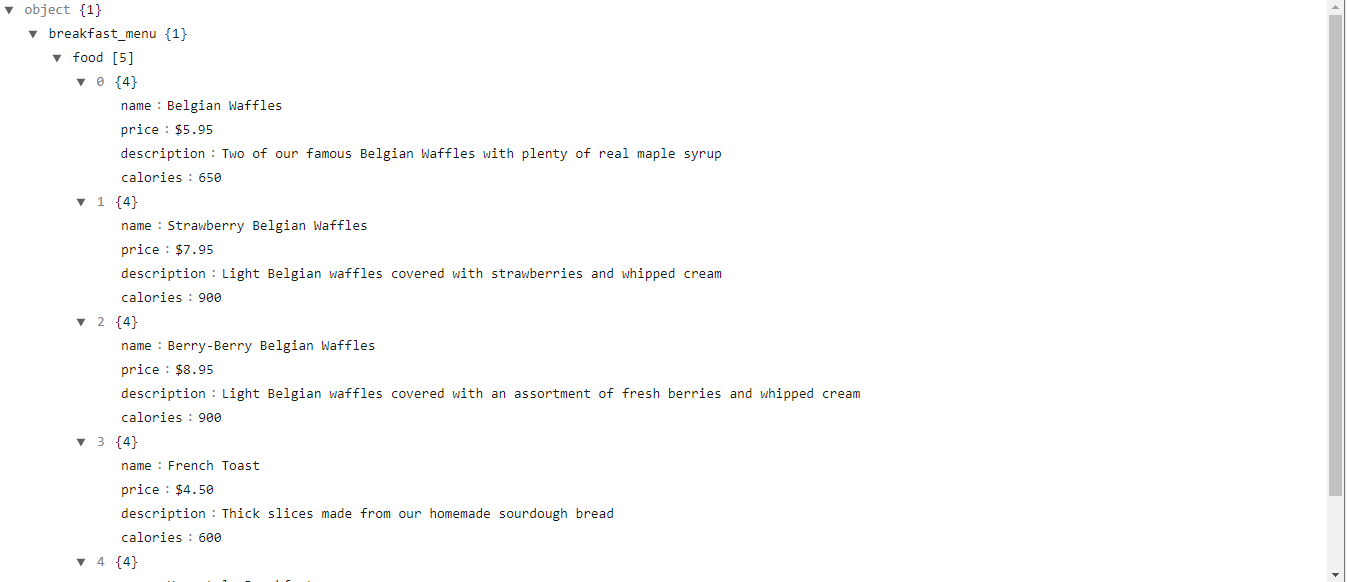 object {1}
breakfast_menu {1}
food [5]
0 {4}
name : Belgian Waffles
price : $5.95
description : Two of our famous Belgian Waffles with plenty of real maple syrup
calories : 650
1 {4}
name : Strawberry Belgian Waffles
price : $7.95
description : Light Belgian waffles covered with strawberries and whipped cream
calories : 900
2 {4}
name : Berry-Berry Belgian Waffles
price : $8.95
description : Light Belgian waffles covered with an assortment of fresh berries and whipped cream
calories : 900
3 {4}
name : French Toast
price : $4.50
description : Thick slices made from our homemade sourdough bread
calories : 600
4 {4}